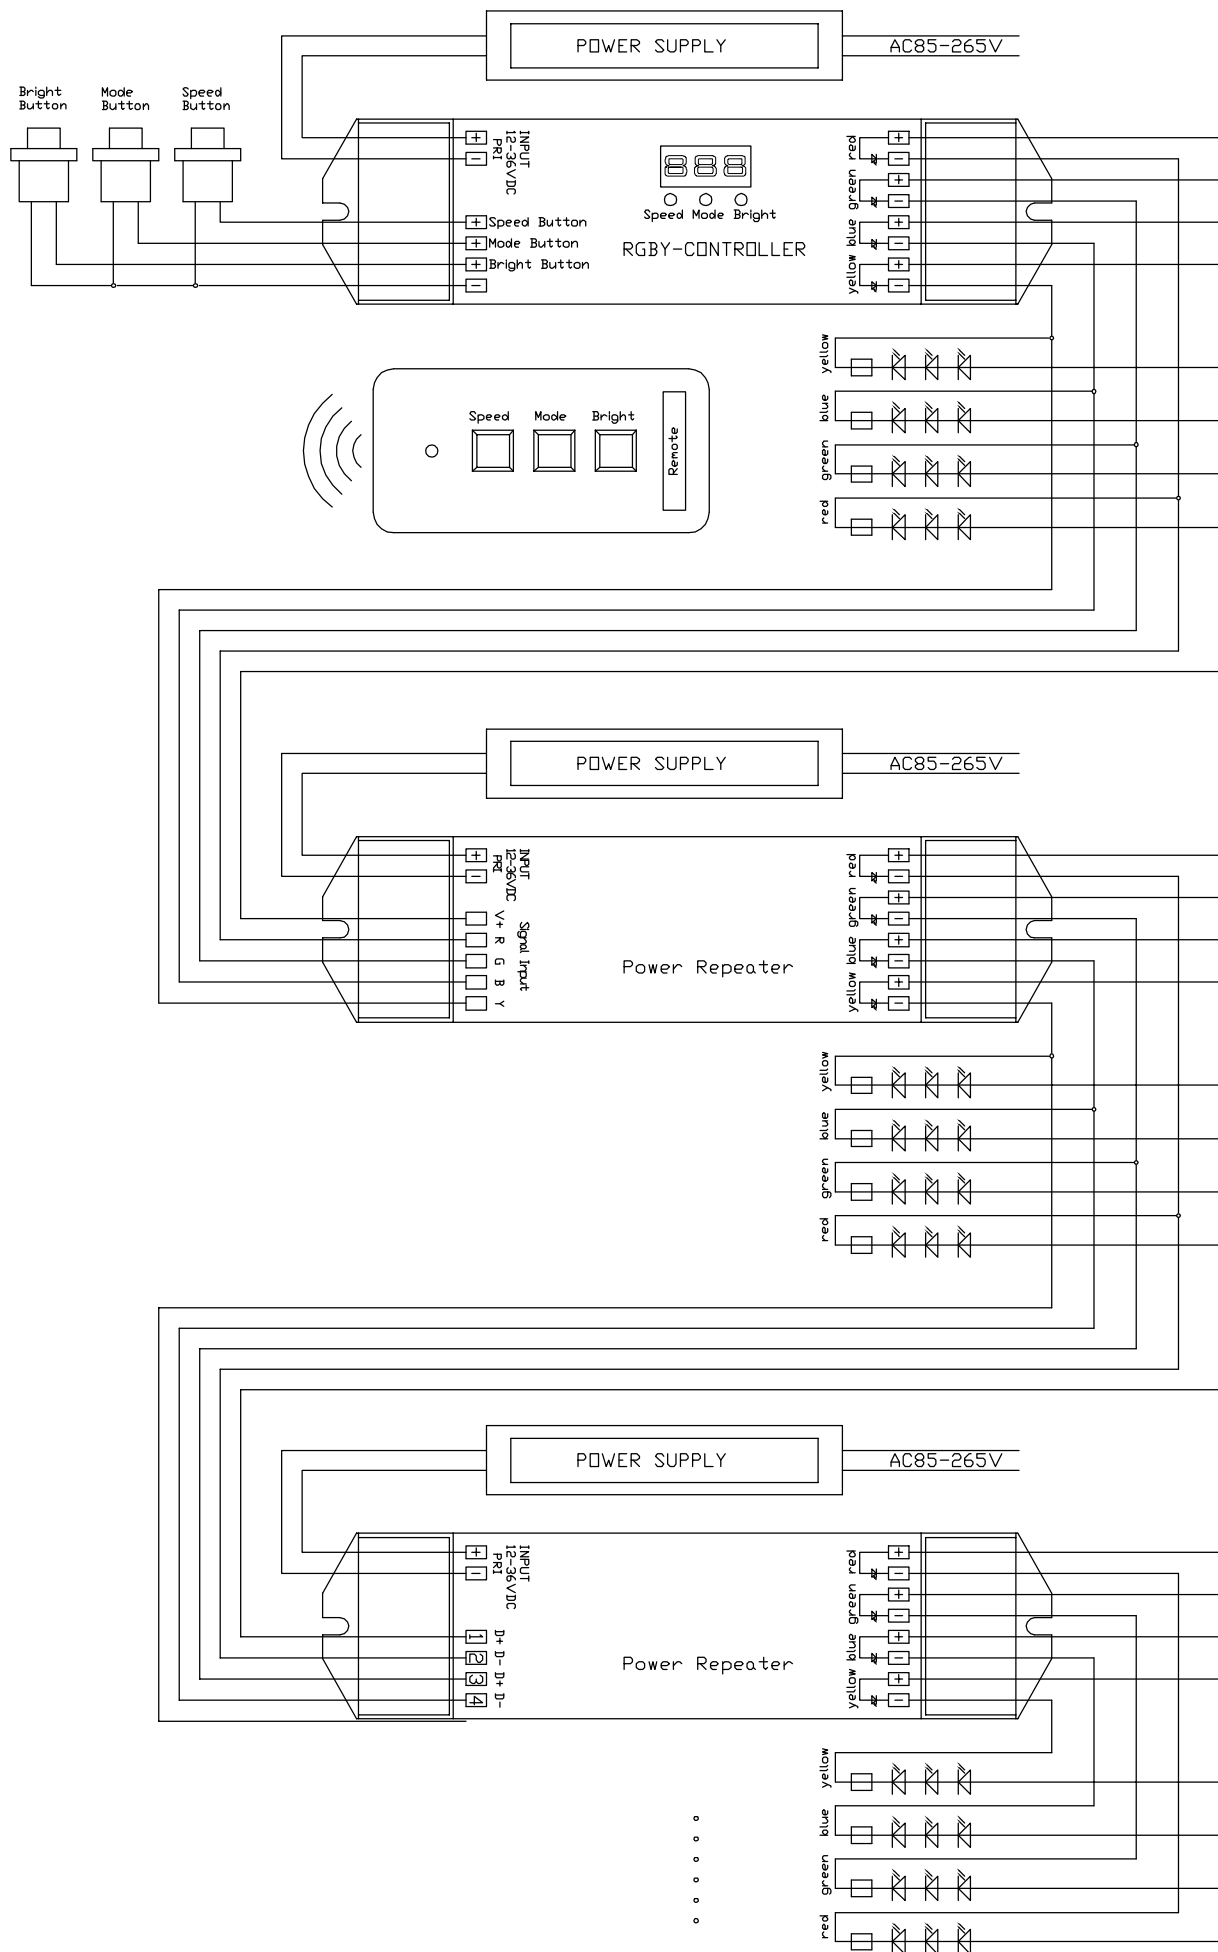 POWER SUPPLY
AC85-265V
Bright
Button
Mode
Button
Speed
Button
INPUT
12-36VDC
PRI
+
-
+ Speed Button
+ Mode Button
+ Bright Button
-
888
Speed Mode Bright
RGBY-CONTROLLER
red
+
-
green
+
-
blue
+
-
yellow
+
-
yellow
blue
green
red
Speed
Mode
Bright
Remote
POWER SUPPLY
AC85-265V
INPUT
12-36VDC
PRI
+
-
Signal Input
V+
R
G
B
Y
Power Repeater
red
+
-
green
+
-
blue
+
-
yellow
+
-
yellow
blue
green
red
POWER SUPPLY
AC85-265V
INPUT
12-36VDC
PRI
+
-
1 D+
2 D-
3 D+
4 D-
Power Repeater
red
+
-
green
+
-
blue
+
-
yellow
+
-
yellow
blue
green
red